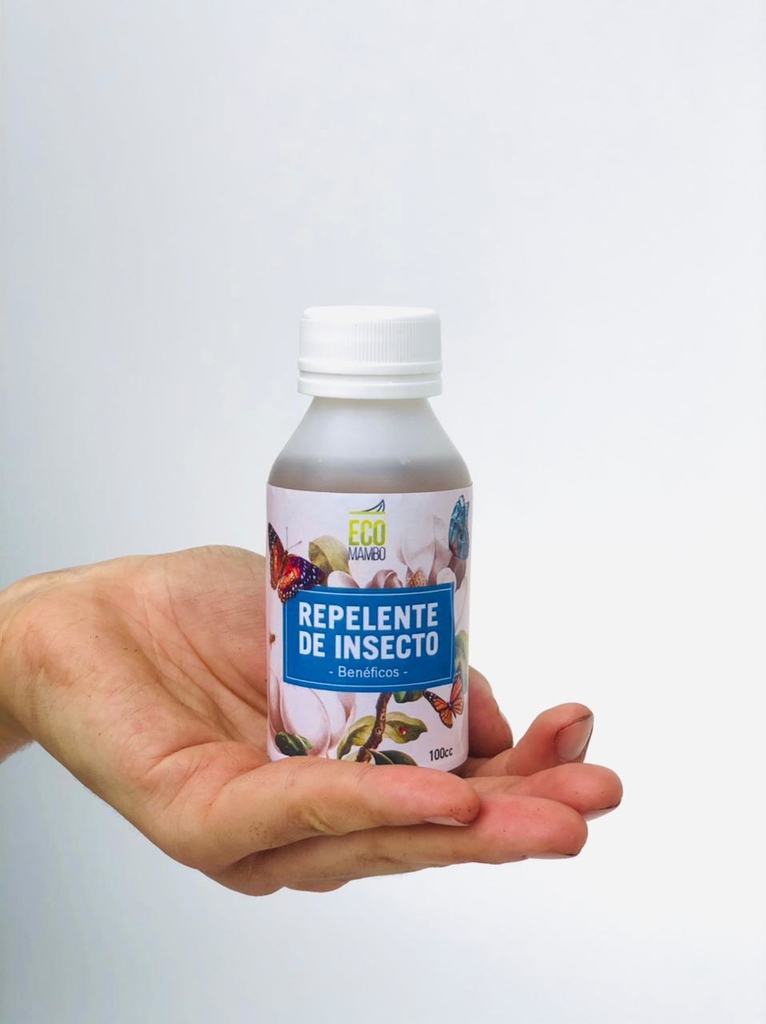 ECO
MAMBO
REPELENTE
DE INSECTO
- Benéficos -
100cc